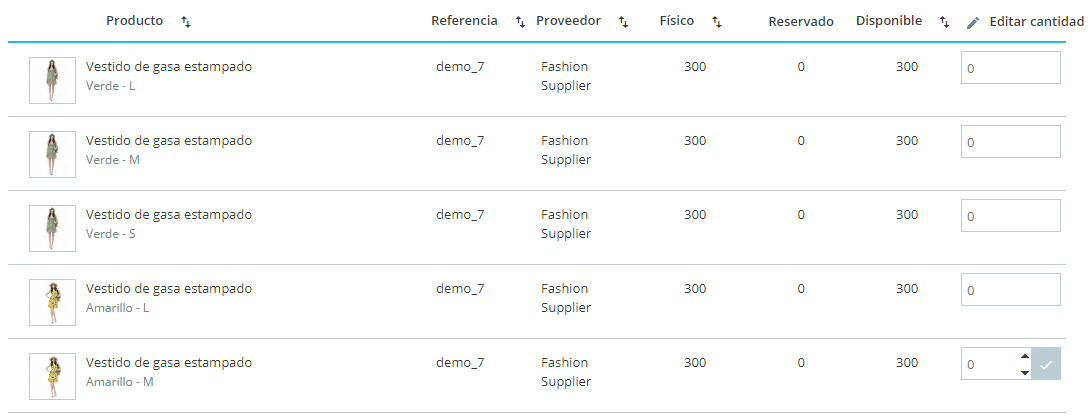 Producto Referencia Proveedor Físico Reservado Disponible Editar cantidad
Vestido de gasa estampado demo_7 Fashion 300 0 300 0
Verde - L Supplier
Vestido de gasa estampado demo_7 Fashion 300 0 300 0
Verde - M Supplier
Vestido de gasa estampado demo_7 Fashion 300 0 300 0
Verde - S Supplier
Vestido de gasa estampado demo_7 Fashion 300 0 300 0
Amarillo - L Supplier
Vestido de gasa estampado demo_7 Fashion 300 0 300 0
Amarillo - M Supplier